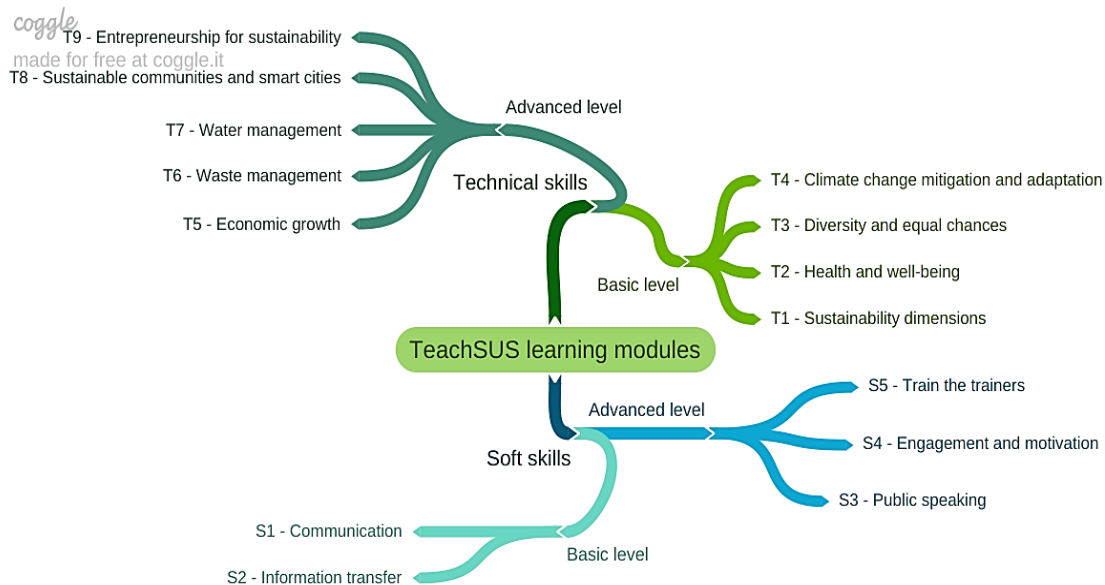 coggle
made for free at coggle.it
T9 - Entrepreneurship for sustainability
T8 - Sustainable communities and smart cities
T7 - Water management
T6 - Waste management
T5 - Economic growth
Advanced level
Technical skills
Basic level
T4 - Climate change mitigation and adaptation
T3 - Diversity and equal chances
T2 - Health and well-being
T1 - Sustainability dimensions
TeachSUS learning modules
Soft skills
Advanced level
S5 - Train the trainers
S4 - Engagement and motivation
S3 - Public speaking
Basic level
S1 - Communication
S2 - Information transfer